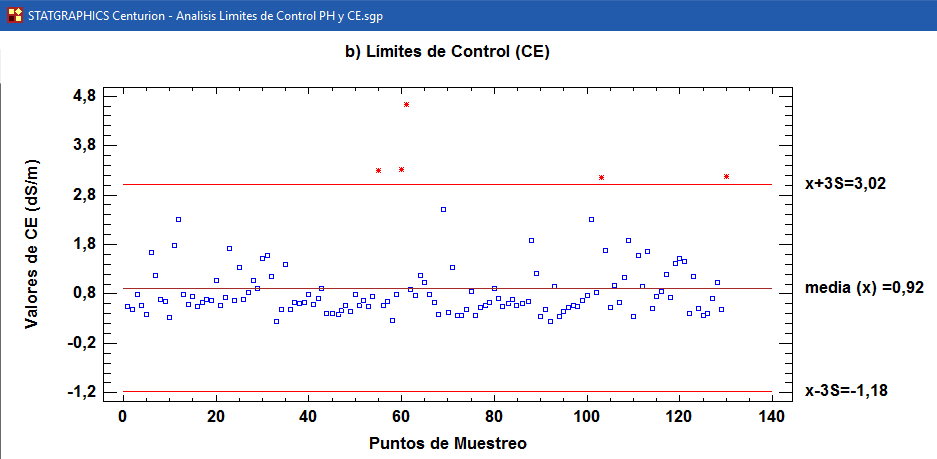 STATGRAPHICS Centurion - Analisis Limites de Control PH y CE.sgp
b) Límites de Control (CE)
4,8
3,8
2,8
1,8
0,8
-0,2
-1,2
Valores de CE (dS/m)
x+3S=3,02
media (x) =0,92
x-3S=-1,18
0 20 40 60 80 100 120 140
Puntos de Muestreo